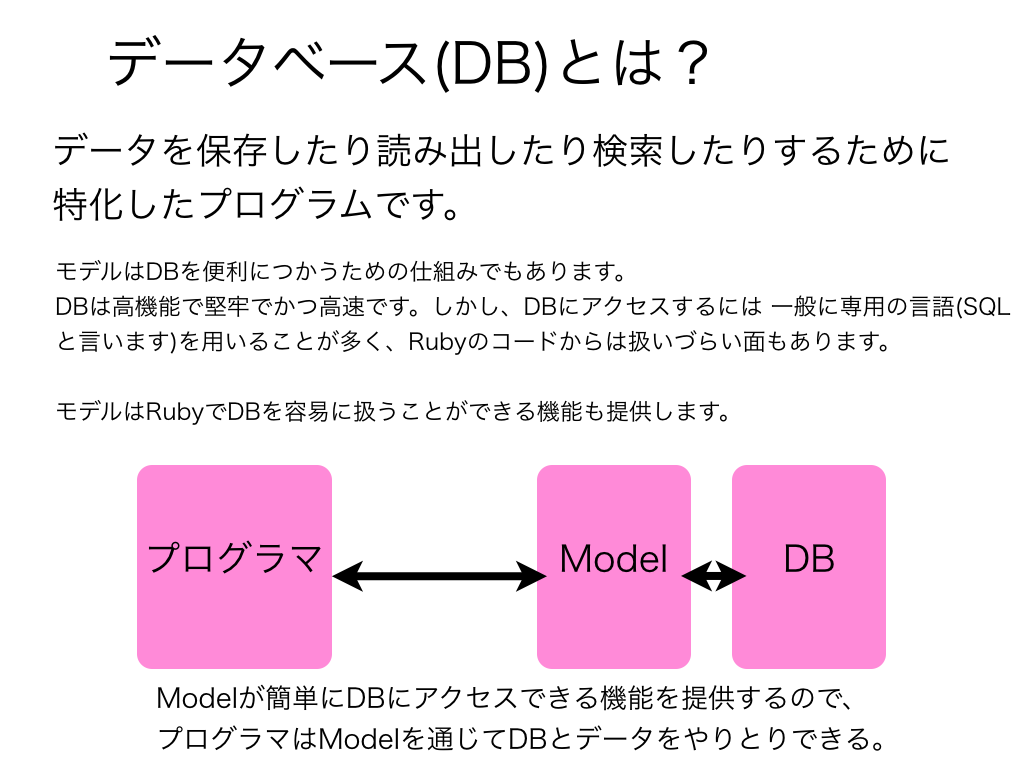 データベース(DB)とは？
データを保存したり読み出したり検索したりするために
特化したプログラムです。
モデルはDBを便利につかうための仕組みでもあります。
DBは高機能で堅牢でかつ高速です。しかし、DBにアクセスするには 一般に専用の言語(SQL
と言います)を用いることが多く、Rubyのコードからは扱いづらい面もあります。
モデルはRubyでDBを容易に扱うことができる機能も提供します。
プログラマ
Model
DB
Modelが簡単にDBにアクセスできる機能を提供するので、
プログラマはModelを通じてDBとデータをやりとりできる。